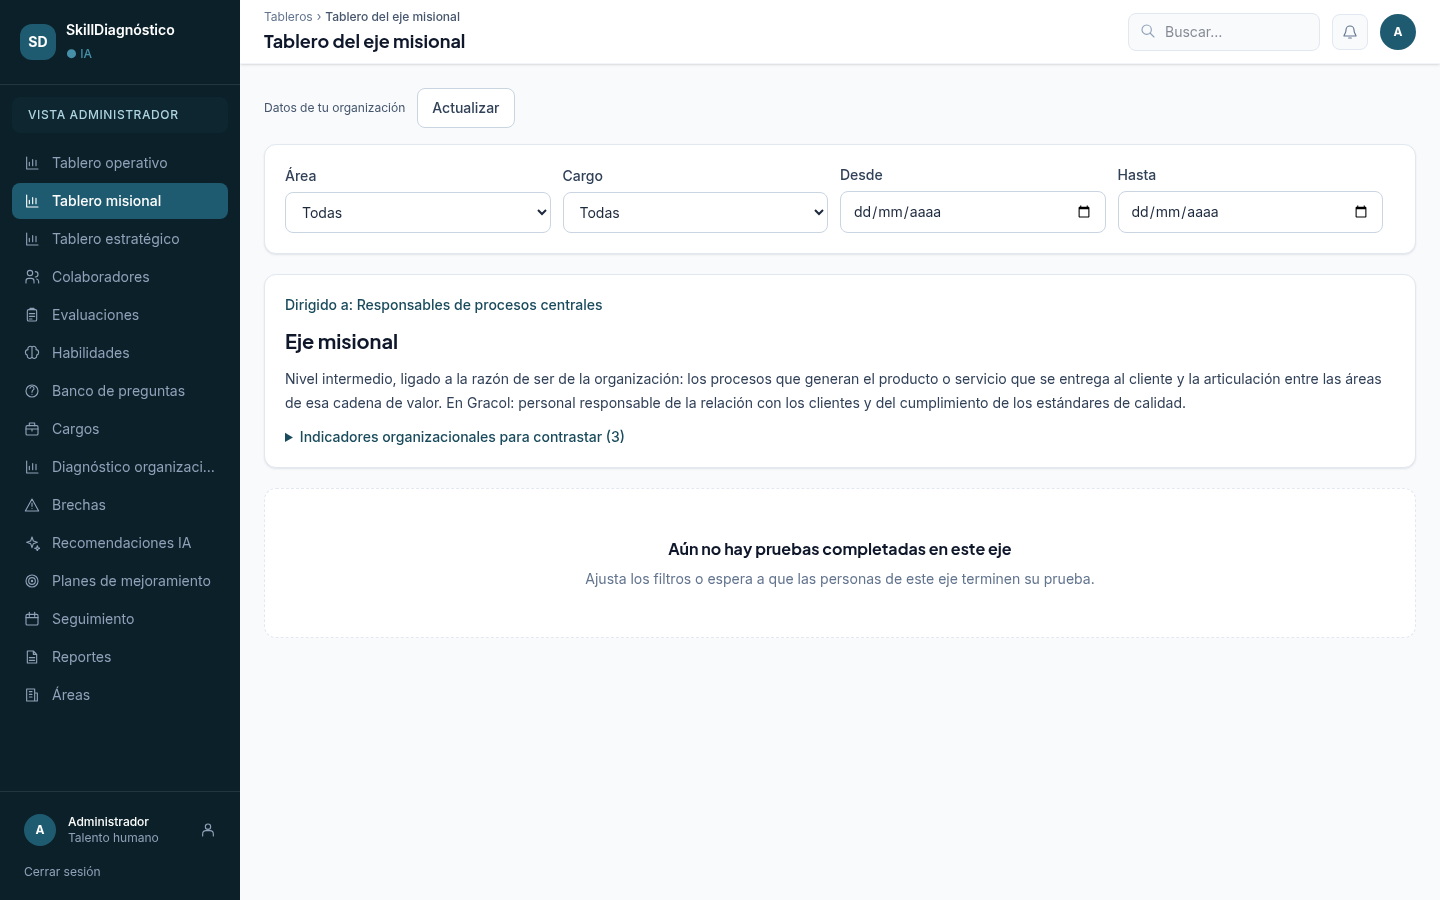 SD
SkillDiagnóstico
IA
VISTA ADMINISTRADOR
Tablero operativo
Tablero misional
Tablero estratégico
Colaboradores
Evaluaciones
Habilidades
Banco de preguntas
Cargos
Diagnóstico organizaci...
Brechas
Recomendaciones IA
Planes de mejoramiento
Seguimiento
Reportes
Áreas
A
Administrador
Talento humano
Cerrar sesión
Tableros › Tablero del eje misional
Tablero del eje misional
Buscar...
A
Datos de tu organización
Actualizar
Área
Cargo
Desde
Hasta
Todas
Todas
dd/mm/aaaa
dd/mm/aaaa
Dirigido a: Responsables de procesos centrales
Eje misional
Nivel intermedio, ligado a la razón de ser de la organización: los procesos que generan el producto o servicio que se entrega al cliente y la articulación entre las áreas
de esa cadena de valor. En Gracol: personal responsable de la relación con los clientes y del cumplimiento de los estándares de calidad.
▶ Indicadores organizacionales para contrastar (3)
Aún no hay pruebas completadas en este eje
Ajusta los filtros o espera a que las personas de este eje terminen su prueba.